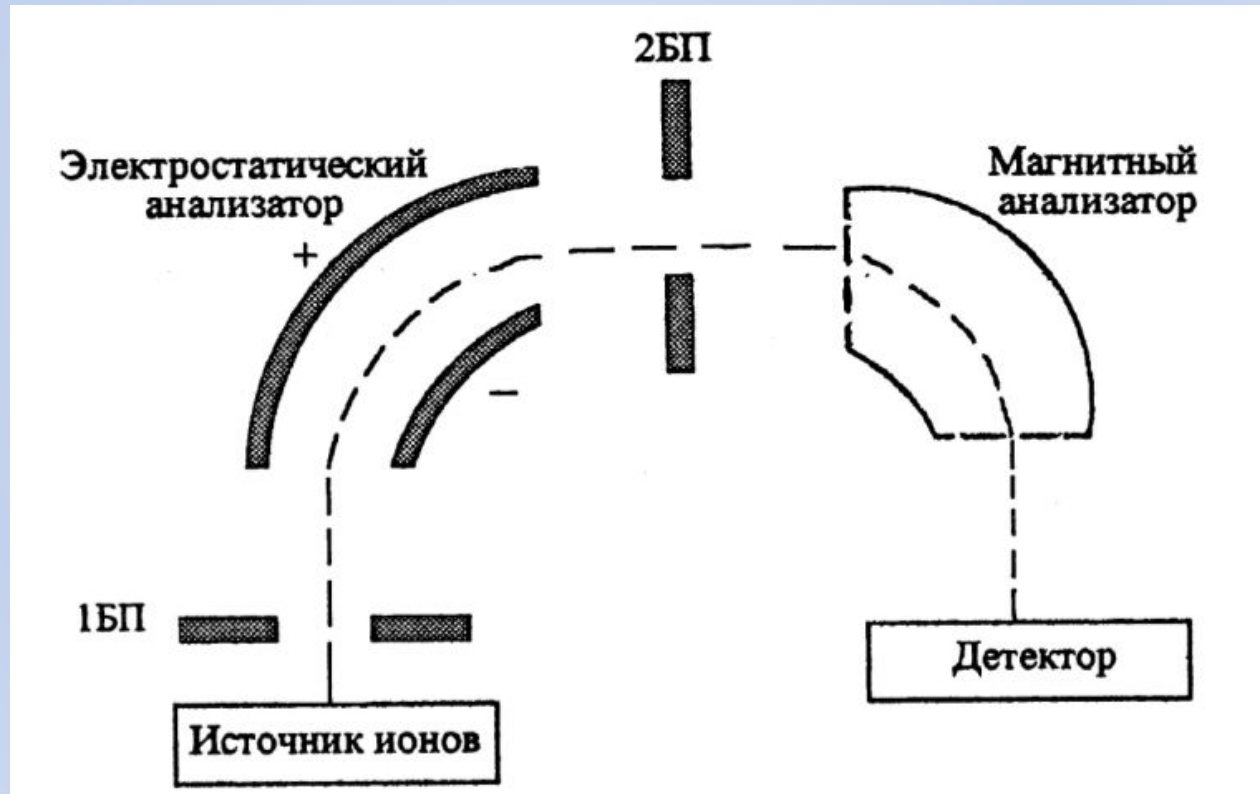 2БП
Электростатический
анализатор
+
Магнитный
анализатор
–
1БП
Детектор
Источник ионов